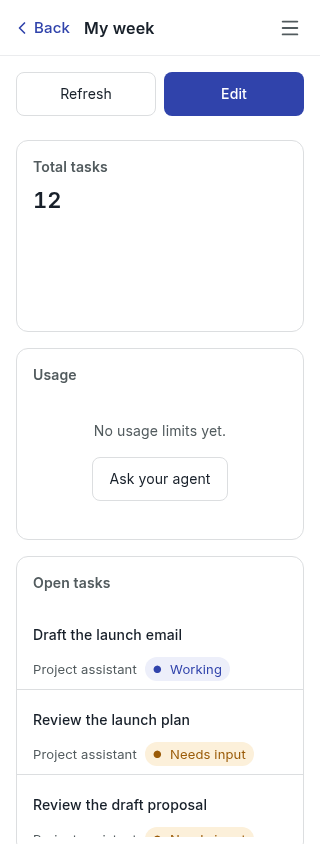 Back My week
Refresh Edit
Total tasks
12
Usage
No usage limits yet.
Ask your agent
Open tasks
Draft the launch email
Project assistant Working
Review the launch plan
Project assistant Needs input
Review the draft proposal